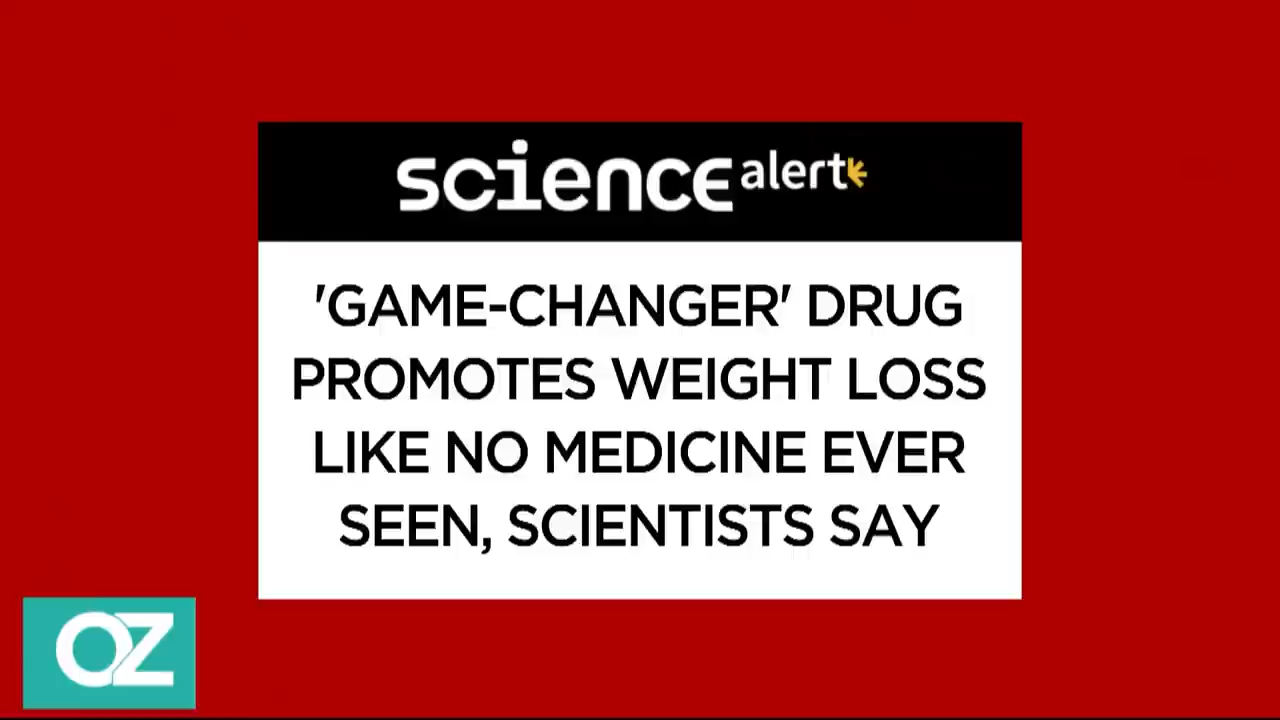 science alert
'GAME-CHANGER' DRUG
PROMOTES WEIGHT LOSS
LIKE NO MEDICINE EVER
SEEN, SCIENTISTS SAY
OZ